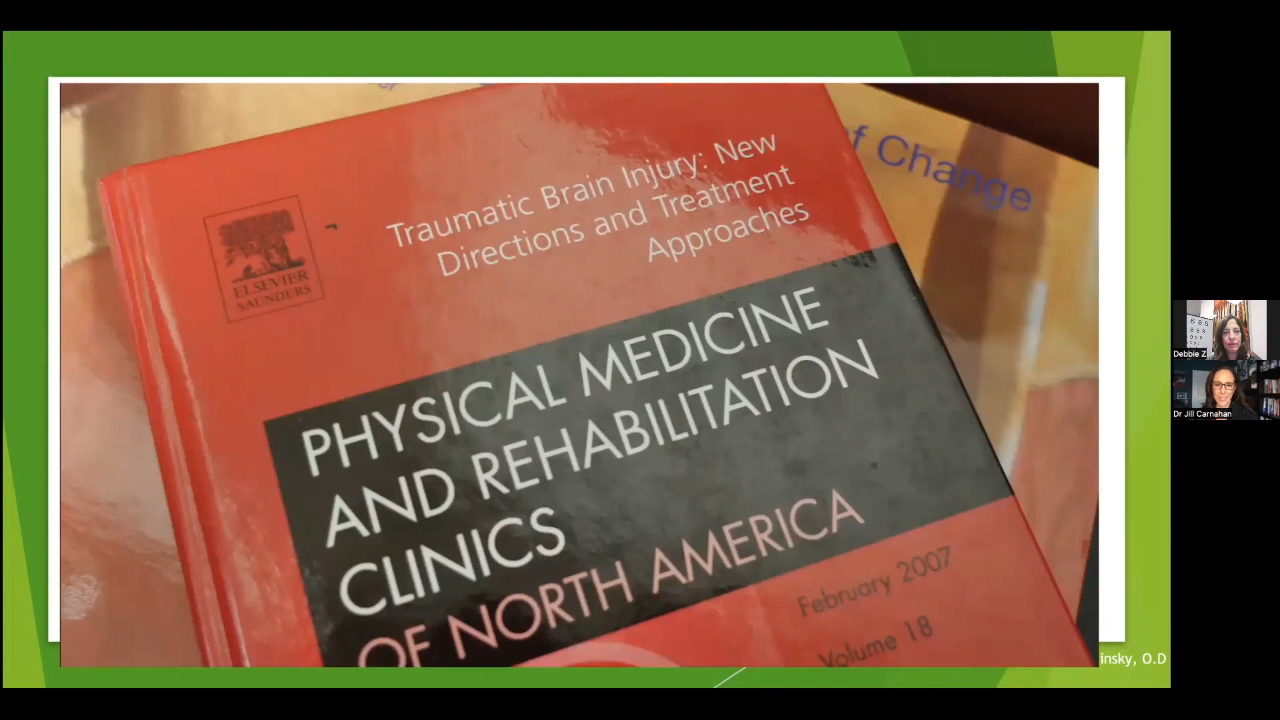 of Change
Traumatic Brain Injury: New
Directions and Treatment
Approaches
ELSEVIER
SAUNDERS
PHYSICAL MEDICINE
AND REHABILITATION
CLINICS
OF NORTH AMERICA
February 2007
Volume 18
insky, O.D
Debbie Z
Dr Jill Carnahan